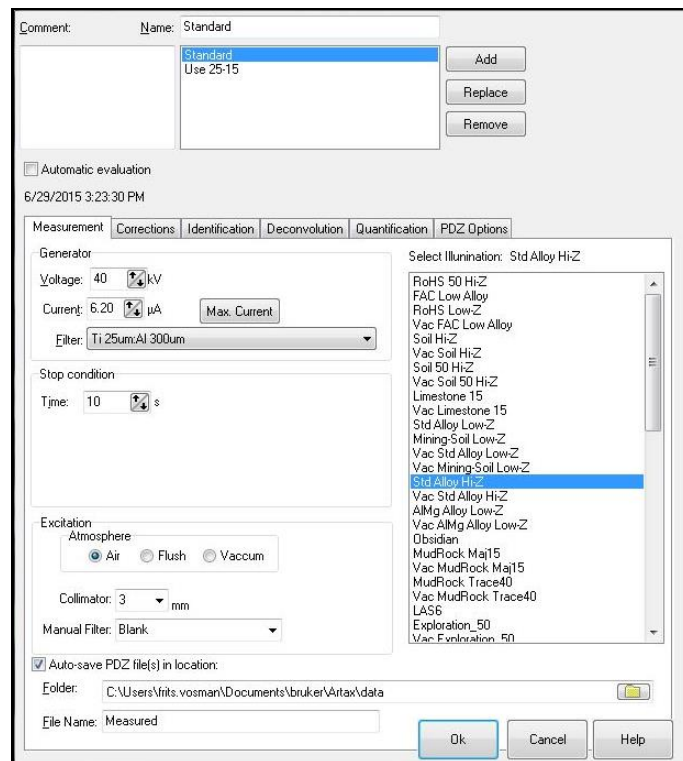 Comment: Name: Standard
Standard
Use 25-15
Add
Replace
Remove
Automatic evaluation
6/29/2015 3:23:30 PM
Measurement Corrections Identification Deconvolution Quantification PDZ Options
Generator
Voltage: 40 kV
Current: 6.20 µA Max. Current
Filter: Ti 25um:Al 300um
Stop condition
Time: 10 s
Excitation
Atmosphere
Air Flush Vaccum
Collimator: 3 mm
Manual Filter: Blank
Select Illunination: Std Alloy Hi-Z
RoHS 50 Hi-Z
FAC Low Alloy
RoHS Low-Z
Vac FAC Low Alloy
Soil Hi-Z
Vac Soil Hi-Z
Soil 50 Hi-Z
Vac Soil 50 Hi-Z
Limestone 15
Vac Limestone 15
Std Alloy Low-Z
Mining-Soil Low-Z
Vac Std Alloy Low-Z
Vac Mining-Soil Low-Z
Std Alloy Hi-Z
Vac Std Alloy Hi-Z
AlMg Alloy Low-Z
Vac AlMg Alloy Low-Z
Obsidian
MudRock Maj15
Vac MudRock Maj15
MudRock Trace40
Vac MudRock Trace40
LAS6
Exploration_50
Vac Exploration_50
Auto-save PDZ file(s) in location:
Folder: C:\Users\frits.vosman\Documents\bruker\Artax\data
File Name: Measured
Ok Cancel Help